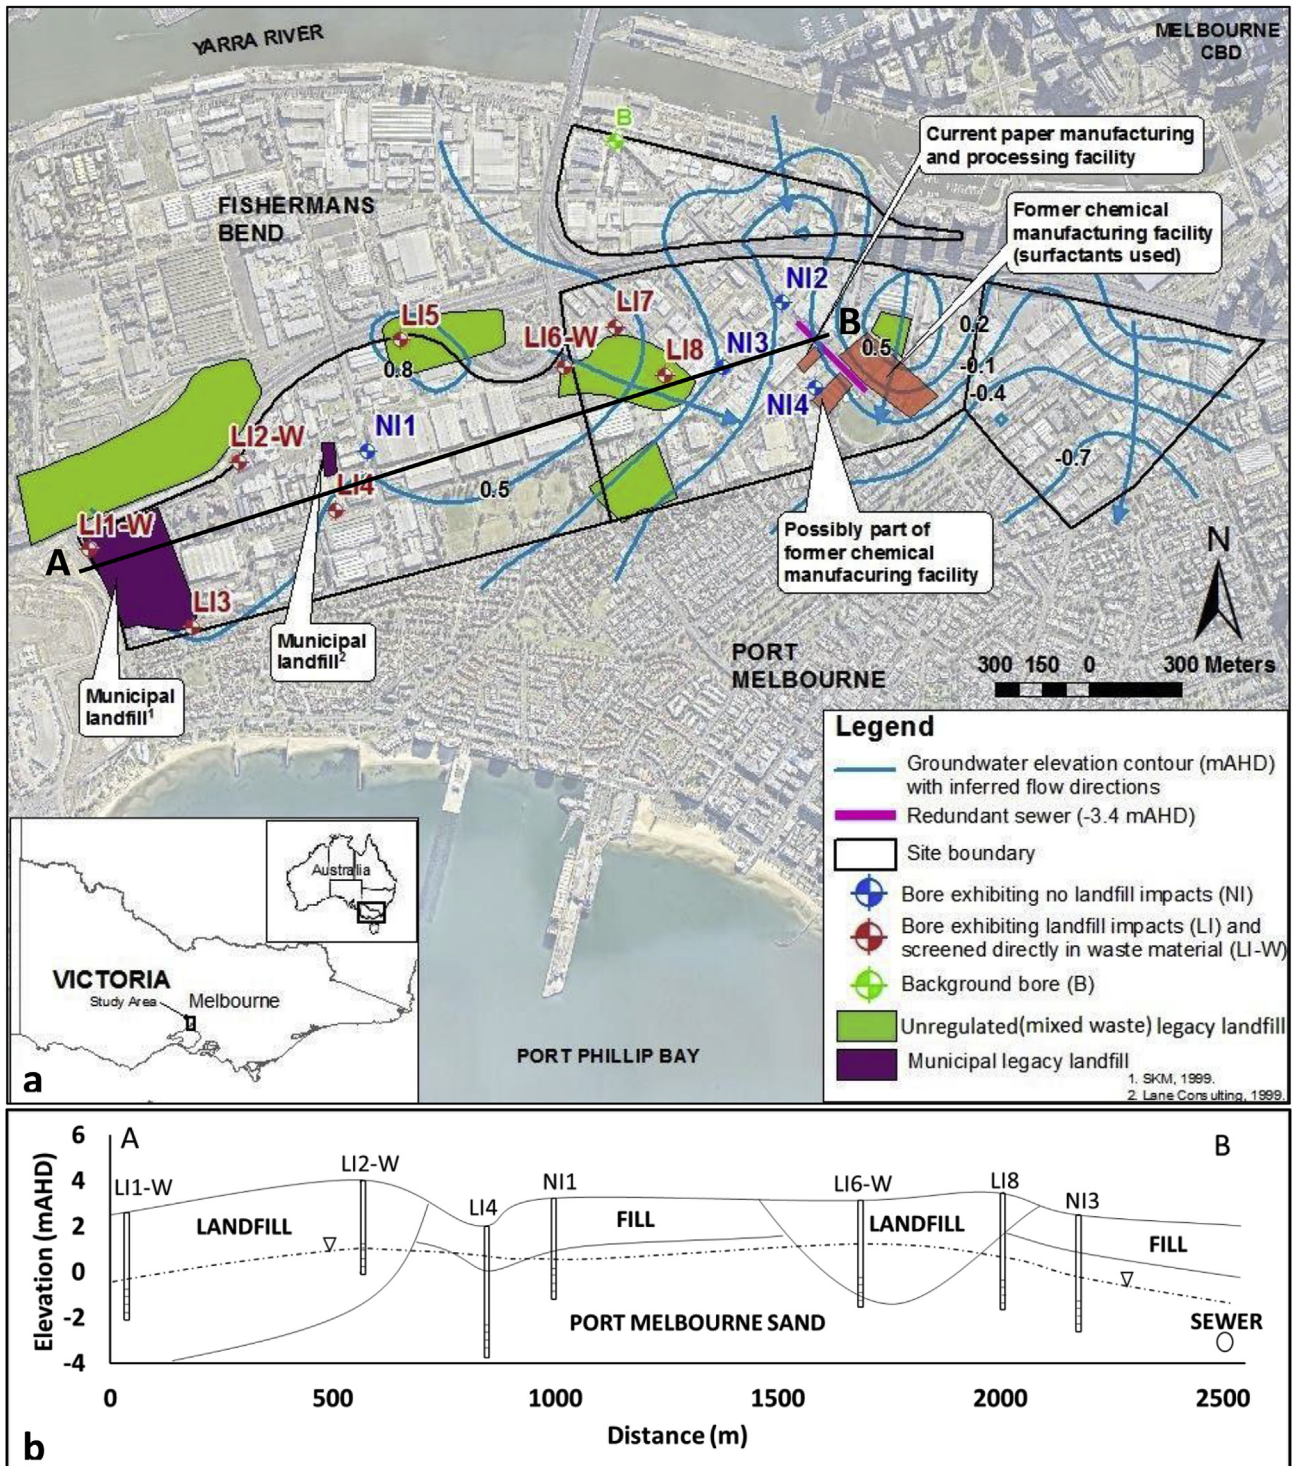 YARRA RIVER
MELBOURNE
CBD
B
Current paper manufacturing
and processing facility
FISHERMANS
BEND
Former chemical
manufacturing facility
(surfactants used)
NI2
LI7
LI5
B
0.2
LI6-W
NI3
0.5
LI8
-0.1
0.8
-0.4
NI4
NI1
LI2-W
-0.7
LI4
0.5
LI1-W
Possibly part of
former chemical
manufacuring facility
N
A
LI3
Municipal
landfill2
PORT
MELBOURNE
300 150 0 300 Meters
Municipal
landfill1
Legend
Groundwater elevation contour (mAHD)
with inferred flow directions
Redundant sewer (-3.4 mAHD)
Site boundary
Bore exhibiting no landfill impacts (NI)
Bore exhibiting landfill impacts (LI) and
screened directly in waste material (LI-W)
Background bore (B)
Unregulated(mixed waste) legacy landfill
Municipal legacy landfill
1. SKM, 1999.
2. Lane Consulting, 1999.
Australia
VICTORIA
Study Area
Melbourne
PORT PHILLIP BAY
a
6
A
B
LI2-W
4
LI1-W
NI1
LI6-W
LI8
LI4
NI3
2
LANDFILL
FILL
LANDFILL
FILL
0
-2
PORT MELBOURNE SAND
SEWER
-4
Elevation (mAHD)
0 500 1000 1500 2000 2500
Distance (m)
b